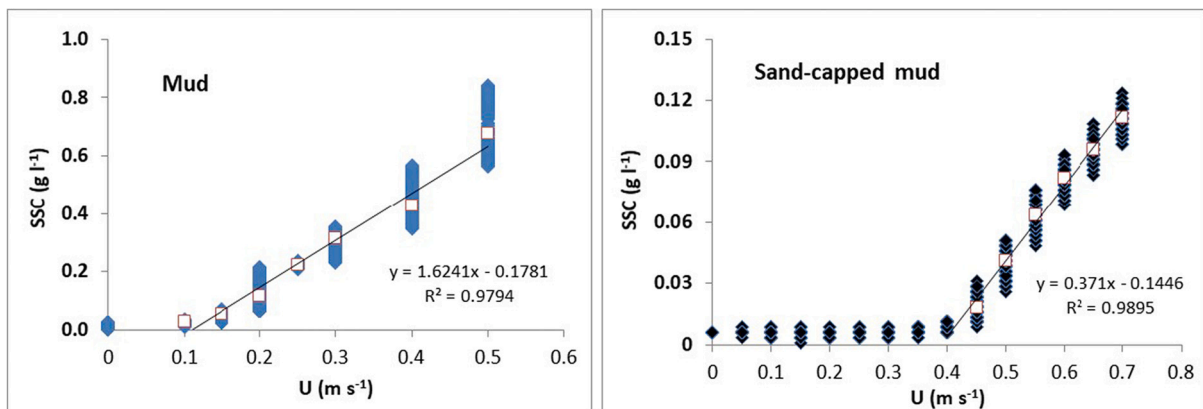 1.0
0.8
0.6
0.4
0.2
0.0
SSC (g l⁻¹)
Mud
y = 1.6241x - 0.1781
R² = 0.9794
0 0.1 0.2 0.3 0.4 0.5 0.6
U (m s⁻¹)
0.15
0.12
0.09
0.06
0.03
0
SSC (g l⁻¹)
Sand-capped mud
y = 0.371x - 0.1446
R² = 0.9895
0 0.1 0.2 0.3 0.4 0.5 0.6 0.7 0.8
U (m s⁻¹)